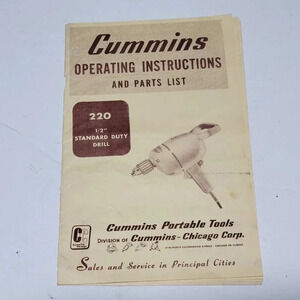 Cummins
OPERATING INSTRUCTIONS
AND PARTS LIST
220
1/2"
STANDARD DUTY
DRILL
Cummins Portable Tools
DIVISION OF Cummins-Chicago Corp.
Sales and Service in Principal Cities